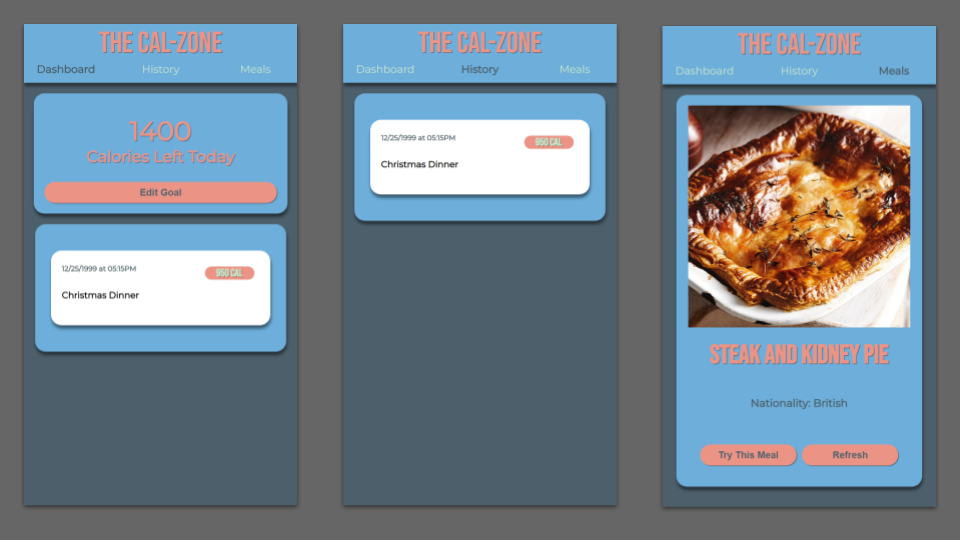 THE CAL-ZONE
Dashboard History Meals
1400
Calories Left Today
Edit Goal
12/25/1999 at 05:15PM
950 CAL
Christmas Dinner
THE CAL-ZONE
Dashboard History Meals
12/25/1999 at 05:15PM
950 CAL
Christmas Dinner
THE CAL-ZONE
Dashboard History Meals
STEAK AND KIDNEY PIE
Nationality: British
Try This Meal Refresh